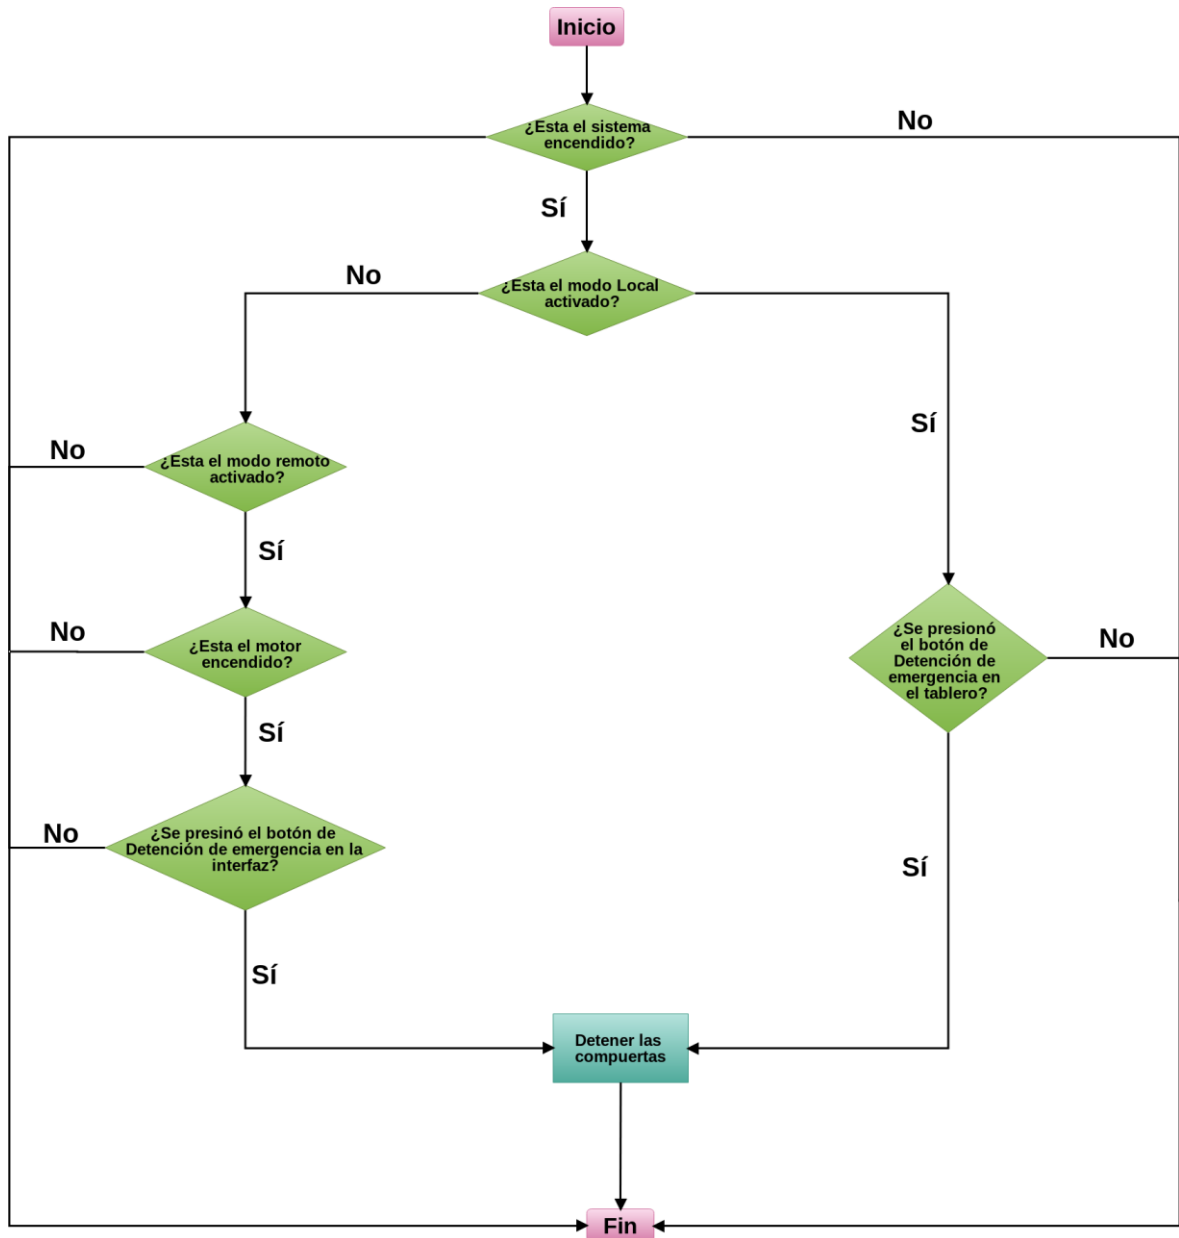 Inicio
¿Esta el sistema
encendido?
No
Sí
¿Esta el modo Local
activado?
No
Sí
¿Esta el modo remoto
activado?
No
Sí
¿Esta el motor
encendido?
No
Sí
¿Se presionó
el botón de
Detención de
emergencia en
el tablero?
No
Sí
¿Se presinó el botón de
Detención de emergencia en la
interfaz?
No
Sí
Detener las
compuertas
Fin